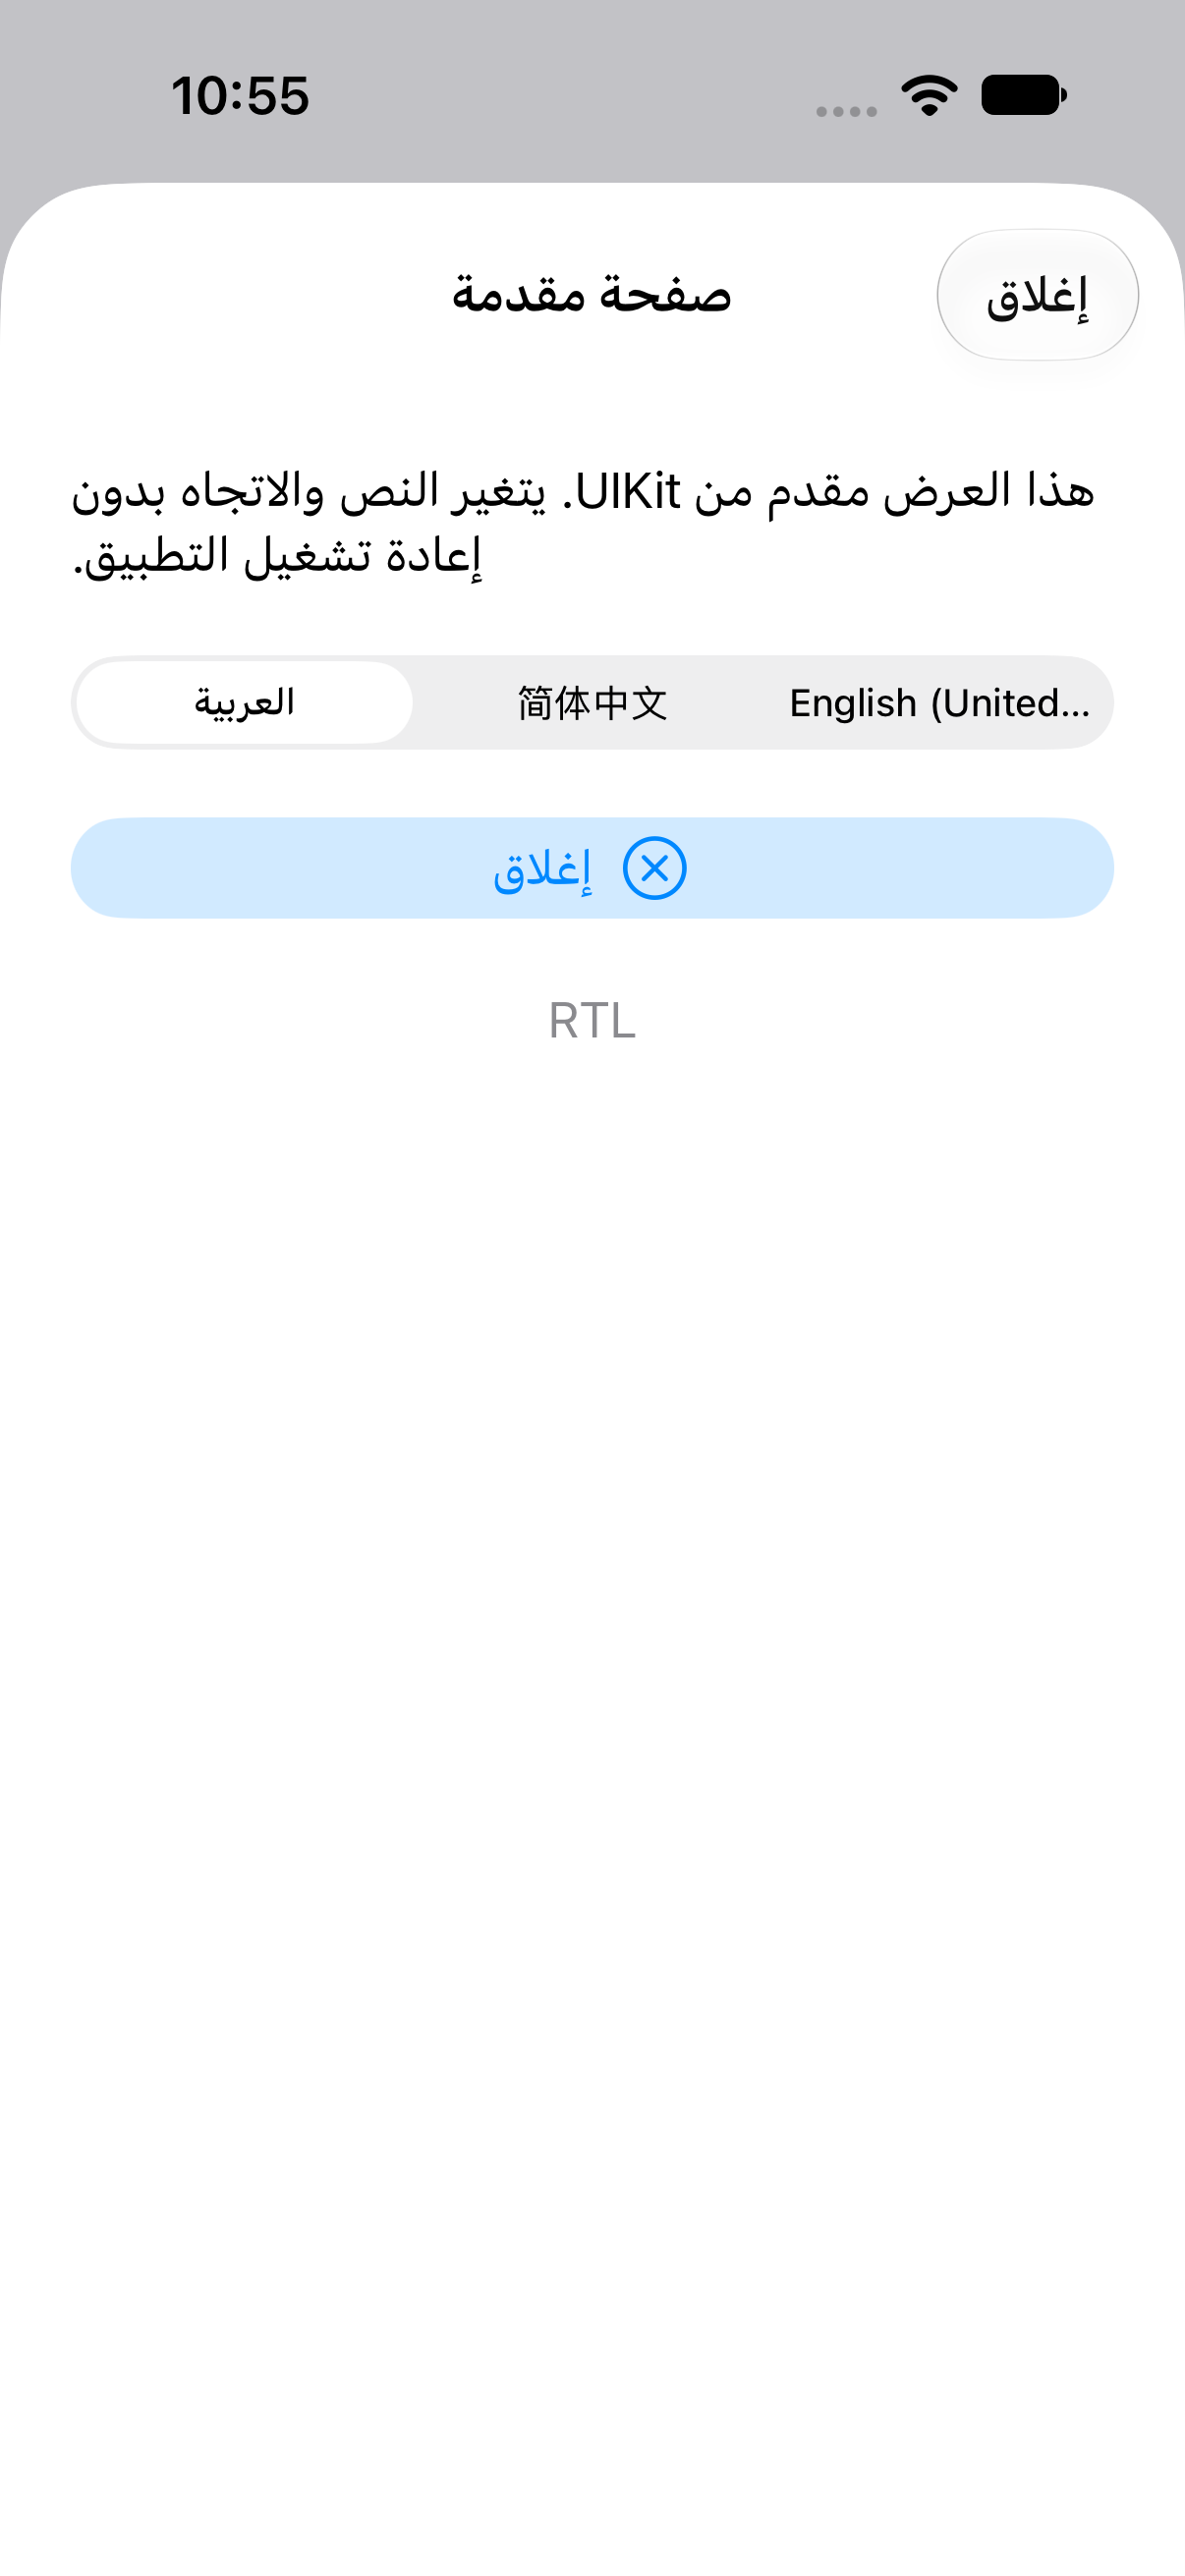 10:55
إغلاق
صفحة مقدمة
هذا العرض مقدم من UIKit. يتغير النص والاتجاه بدون
إعادة تشغيل التطبيق.
English (United...
简体中文
العربية
إغلاق
RTL